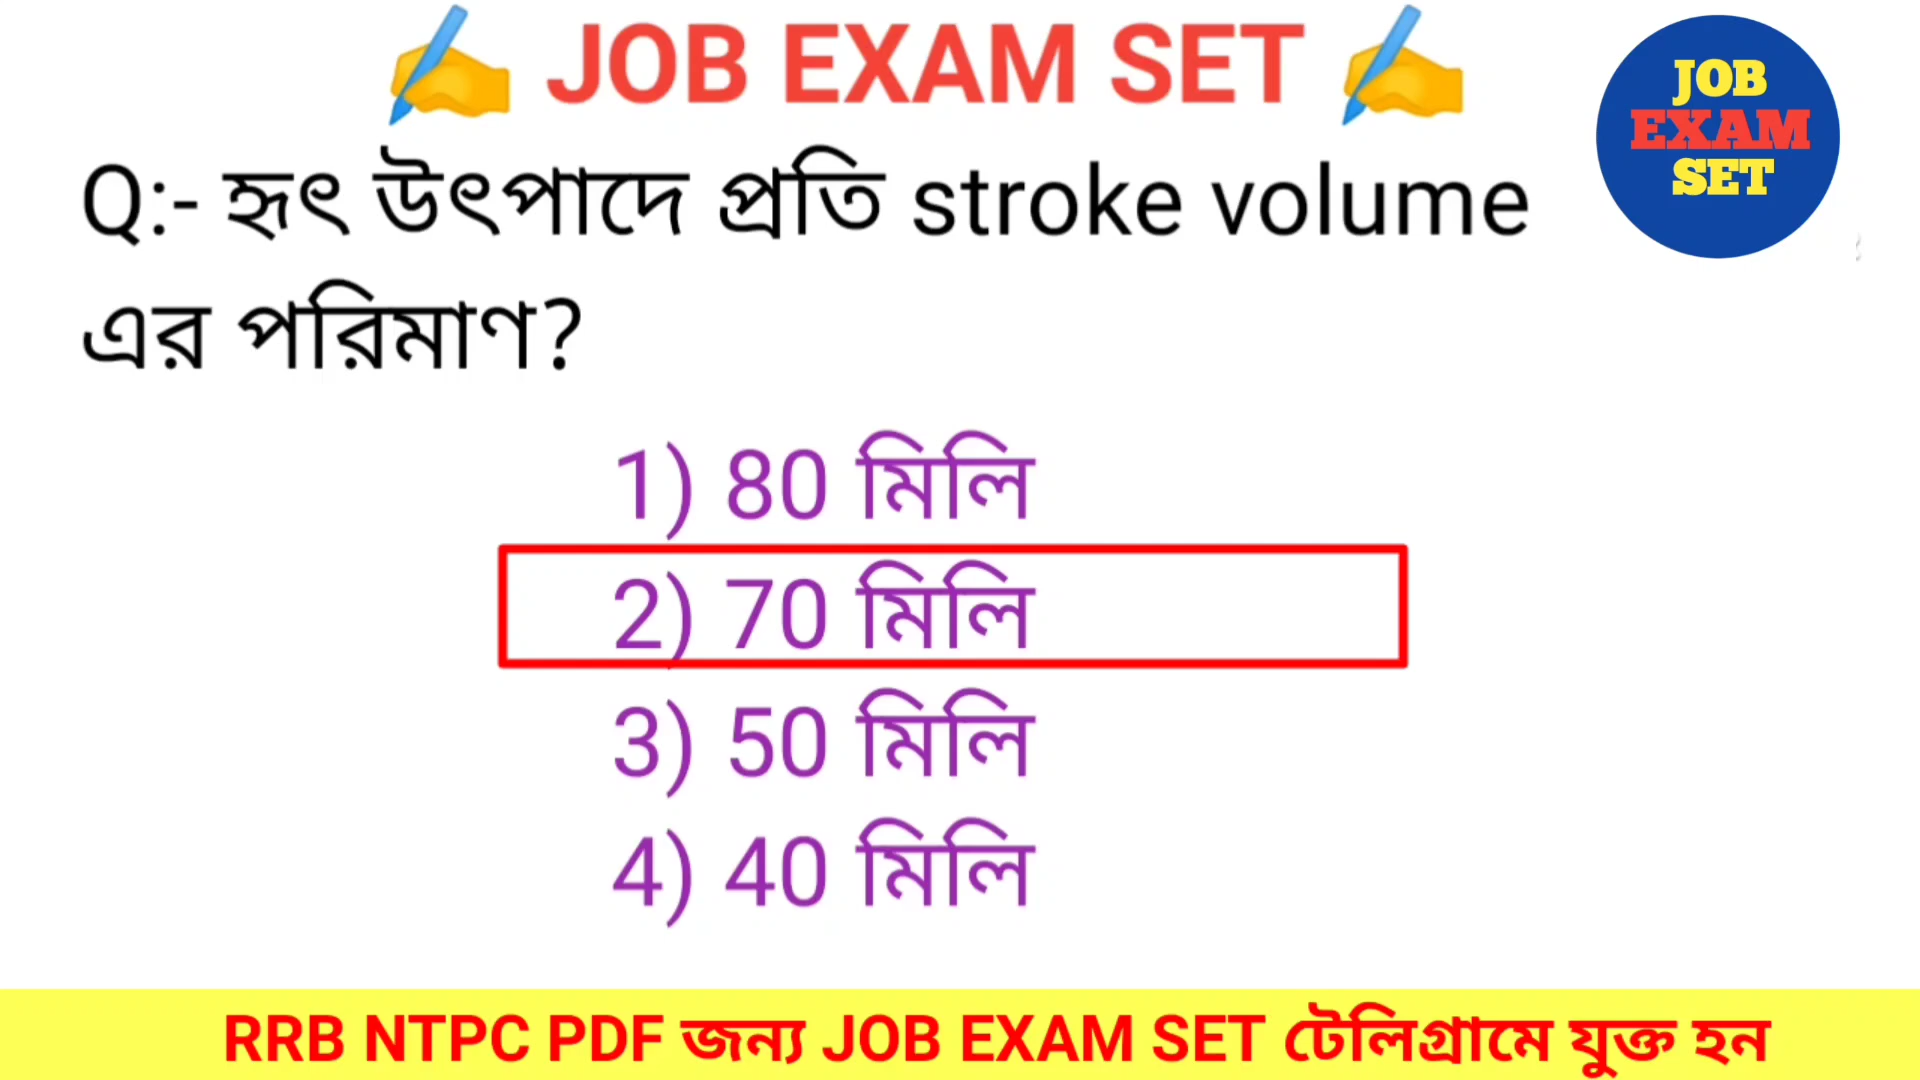 ✍️ JOB EXAM SET ✍️
JOB
EXAM
SET
Q:- হৃৎ উৎপাদে প্রতি stroke volume
এর পরিমাণ?
1) 80 মিলি
2) 70 মিলি
3) 50 মিলি
4) 40 মিলি
RRB NTPC PDF জন্য JOB EXAM SET টেলিগ্রামে যুক্ত হন